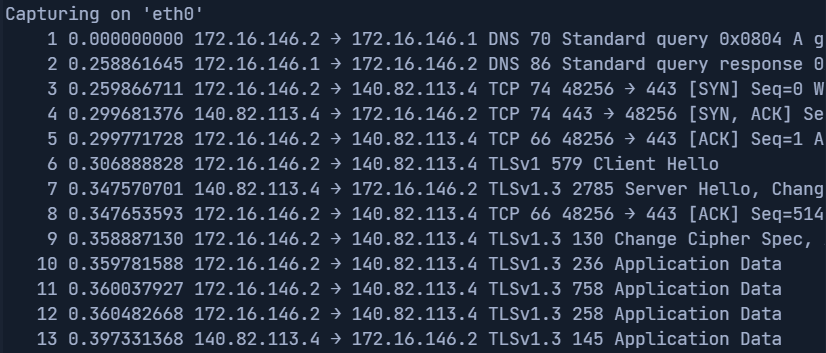 Capturing on 'eth0'
1 0.000000000 172.16.146.2 → 172.16.146.1 DNS 70 Standard query 0x0804 A g
2 0.258861645 172.16.146.1 → 172.16.146.2 DNS 86 Standard query response 0
3 0.259866711 172.16.146.2 → 140.82.113.4 TCP 74 48256 → 443 [SYN] Seq=0 W
4 0.299681376 140.82.113.4 → 172.16.146.2 TCP 74 443 → 48256 [SYN, ACK] Se
5 0.299771728 172.16.146.2 → 140.82.113.4 TCP 66 48256 → 443 [ACK] Seq=1 A
6 0.306888828 172.16.146.2 → 140.82.113.4 TLSv1 579 Client Hello
7 0.347570701 140.82.113.4 → 172.16.146.2 TLSv1.3 2785 Server Hello, Chang
8 0.347653593 172.16.146.2 → 140.82.113.4 TCP 66 48256 → 443 [ACK] Seq=514
9 0.358887130 172.16.146.2 → 140.82.113.4 TLSv1.3 130 Change Cipher Spec,
10 0.359781588 172.16.146.2 → 140.82.113.4 TLSv1.3 236 Application Data
11 0.360037927 172.16.146.2 → 140.82.113.4 TLSv1.3 758 Application Data
12 0.360482668 172.16.146.2 → 140.82.113.4 TLSv1.3 258 Application Data
13 0.397331368 140.82.113.4 → 172.16.146.2 TLSv1.3 145 Application Data